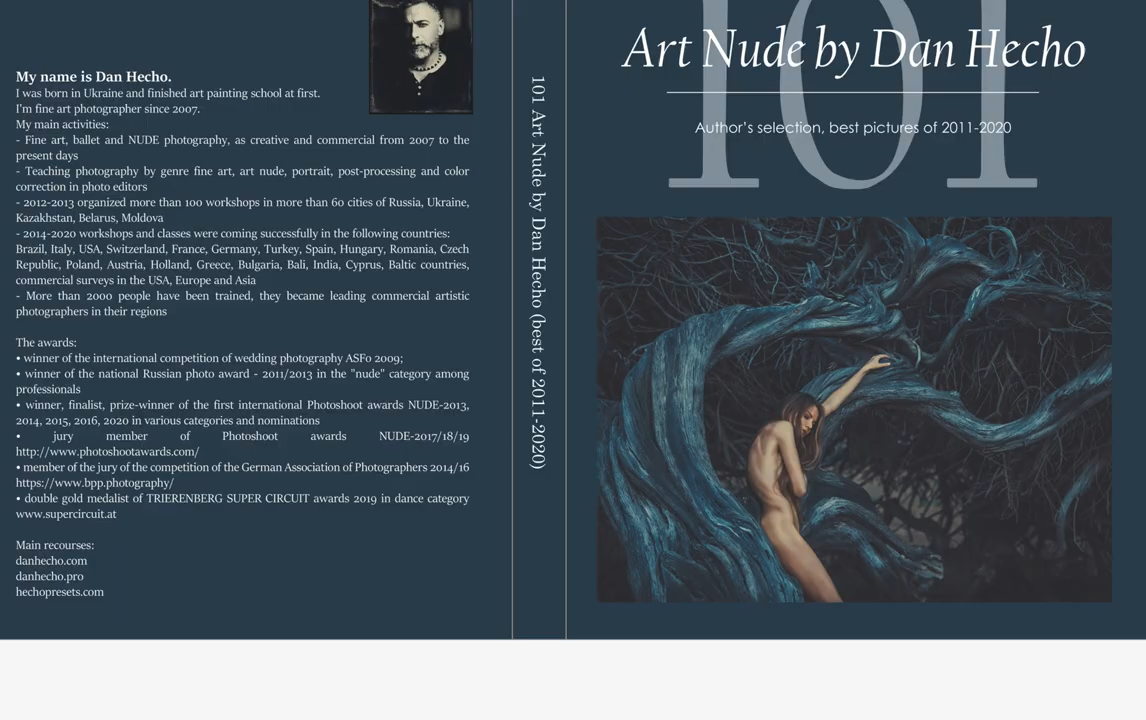 My name is Dan Hecho.
I was born in Ukraine and finished art painting school at first.
I'm fine art photographer since 2007.
My main activities:
- Fine art, ballet and NUDE photography, as creative and commercial from 2007 to the
present days
- Teaching photography by genre fine art, art nude, portrait, post-processing and color
correction in photo editors
- 2012-2013 organized more than 100 workshops in more than 60 cities of Russia, Ukraine,
Kazakhstan, Belarus, Moldova
- 2014-2020 workshops and classes were coming successfully in the following countries:
Brazil, Italy, USA, Switzerland, France, Germany, Turkey, Spain, Hungary, Romania, Czech
Republic, Poland, Austria, Holland, Greece, Bulgaria, Bali, India, Cyprus, Baltic countries,
commercial surveys in the USA, Europe and Asia
- More than 2000 people have been trained, they became leading commercial artistic
photographers in their regions
The awards:
• winner of the international competition of wedding photography ASFo 2009;
• winner of the national Russian photo award - 2011/2013 in the "nude" category among
professionals
• winner, finalist, prize-winner of the first international Photoshoot awards NUDE-2013,
2014, 2015, 2016, 2020 in various categories and nominations
• jury member of Photoshoot awards NUDE-2017/18/19
http://www.photoshootawards.com/
• member of the jury of the competition of the German Association of Photographers 2014/16
https://www.bpp.photography/
• double gold medalist of TRIERENBERG SUPER CIRCUIT awards 2019 in dance category
www.supercircuit.at
Main recourses:
danhecho.com
danhecho.pro
hechopresets.com
101 Art Nude by Dan Hecho (best of 2011-2020)
101
Art Nude by Dan Hecho
Author's selection, best pictures of 2011-2020